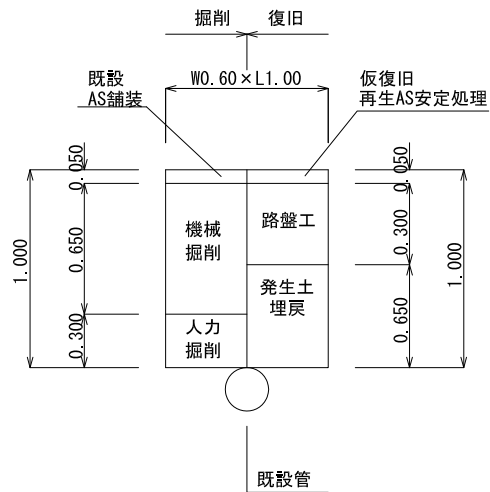 掘削
復旧
W0.60×L1.00
既設
AS舗装
仮復旧
再生AS安定処理
0.050
0.650
0.300
1.000
機械
掘削
人力
掘削
路盤工
発生土
埋戻
0.050
0.300
0.650
1.000
既設管